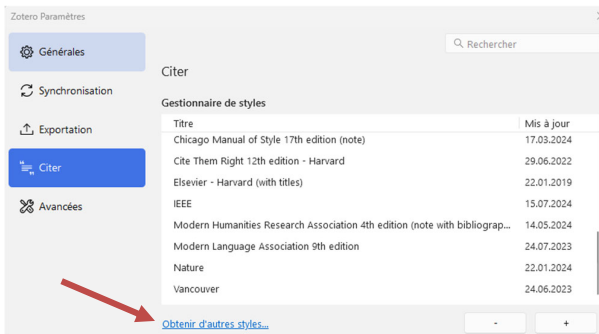 Zotero Paramètres
Générales
Synchronisation
Exportation
Citer
Avancées
Rechercher
Citer
Gestionnaire de styles
Titre Mis à jour
Chicago Manual of Style 17th edition (note) 17.03.2024
Cite Them Right 12th edition - Harvard 29.06.2022
Elsevier - Harvard (with titles) 22.01.2019
IEEE 15.07.2024
Modern Humanities Research Association 4th edition (note with bibliograp... 14.05.2024
Modern Language Association 9th edition 24.07.2023
Nature 22.01.2024
Vancouver 24.06.2023
Obtenir d'autres styles... - +